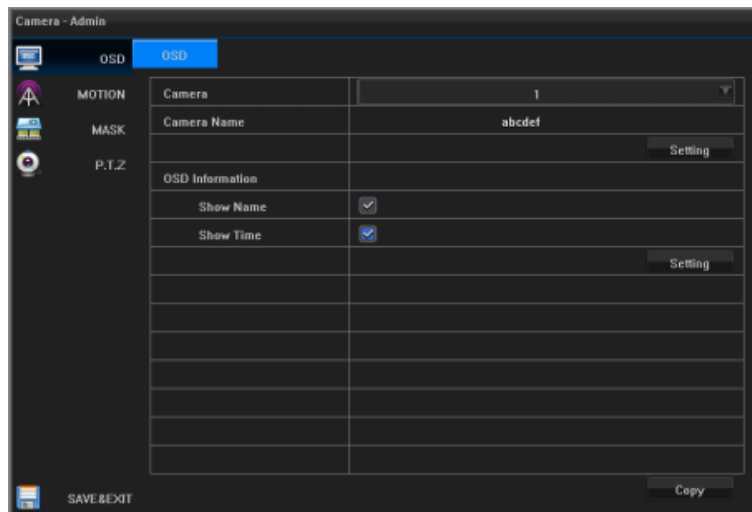 Camera - Admin
OSD
OSD
MOTION
MASK
P.T.Z
Camera 1
Camera Name abcdef
Setting
OSD Information
Show Name
Show Time
Setting
SAVE&EXIT
Copy